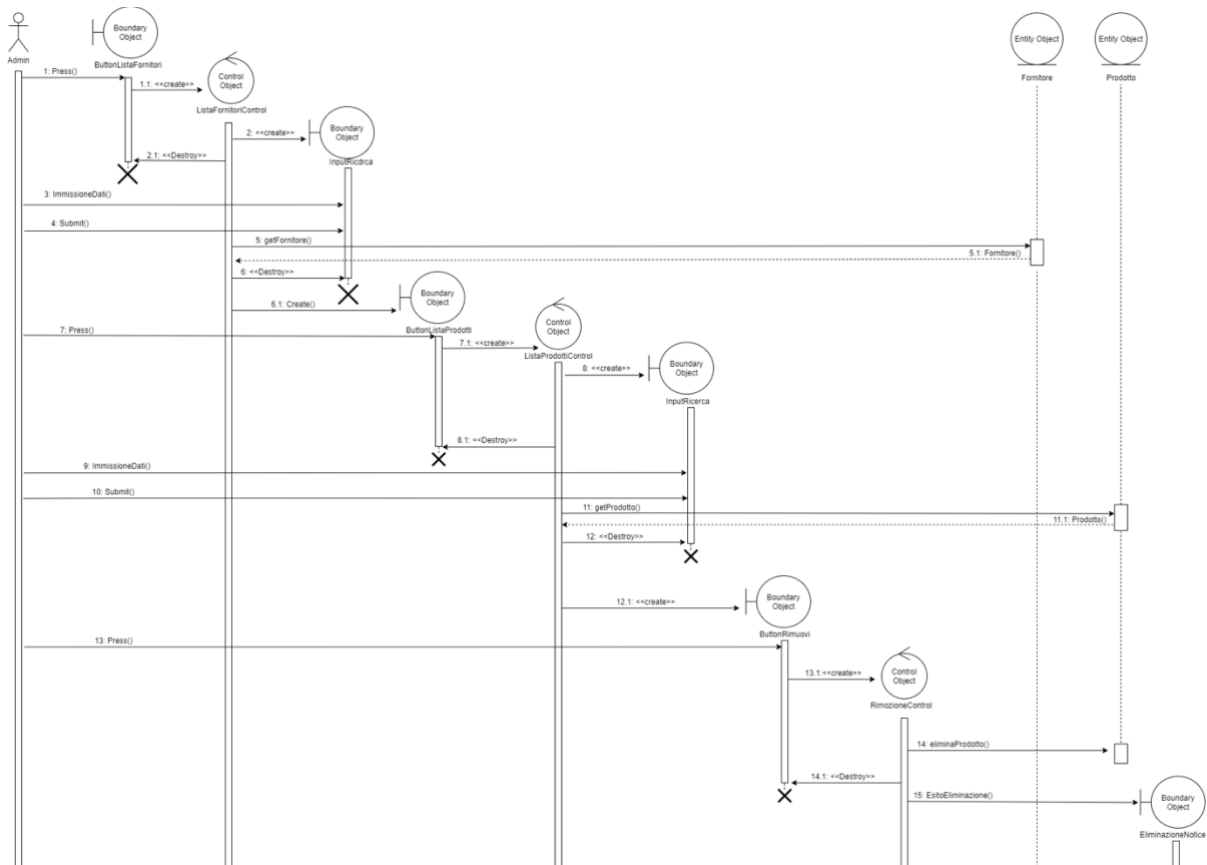 Boundary
Object
ButtonListaFornitori
Admin
Control
Object
ListaFornitoriControl
Entity Object
Fornitore
Entity Object
Prodotto
1: Press()
1.1: <<create>>
2: <<create>>
Boundary
Object
InputRicdrca
2.1: <<Destroy>>
3: ImmissioneDati()
4: Submit()
5: getFornitore()
5.1: Fornitore()
6: <<Destroy>>
6.1: Create()
Boundary
Object
ButtonListaProdotti
7: Press()
7.1: <<create>>
Control
Object
ListaProdottiControl
8: <<create>>
Boundary
Object
InputRicerca
8.1: <<Destroy>>
9: ImmissioneDati()
10: Submit()
11: getProdotto()
11.1: Prodotto()
12: <<Destroy>>
12.1: <<create>>
Boundary
Object
ButtonRimuovi
13: Press()
13.1:<<create>>
Control
Object
RimozioneControl
14: eliminaProdotto()
14.1: <<Destroy>>
15: EsitoEliminazione()
Boundary
Object
EliminazioneNotice